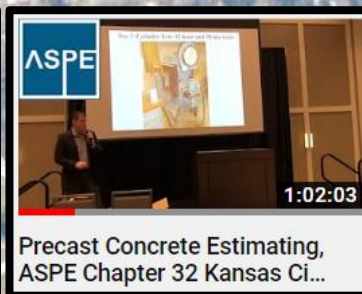 ASPE
1:02:03
Precast Concrete Estimating,
ASPE Chapter 32 Kansas Ci...